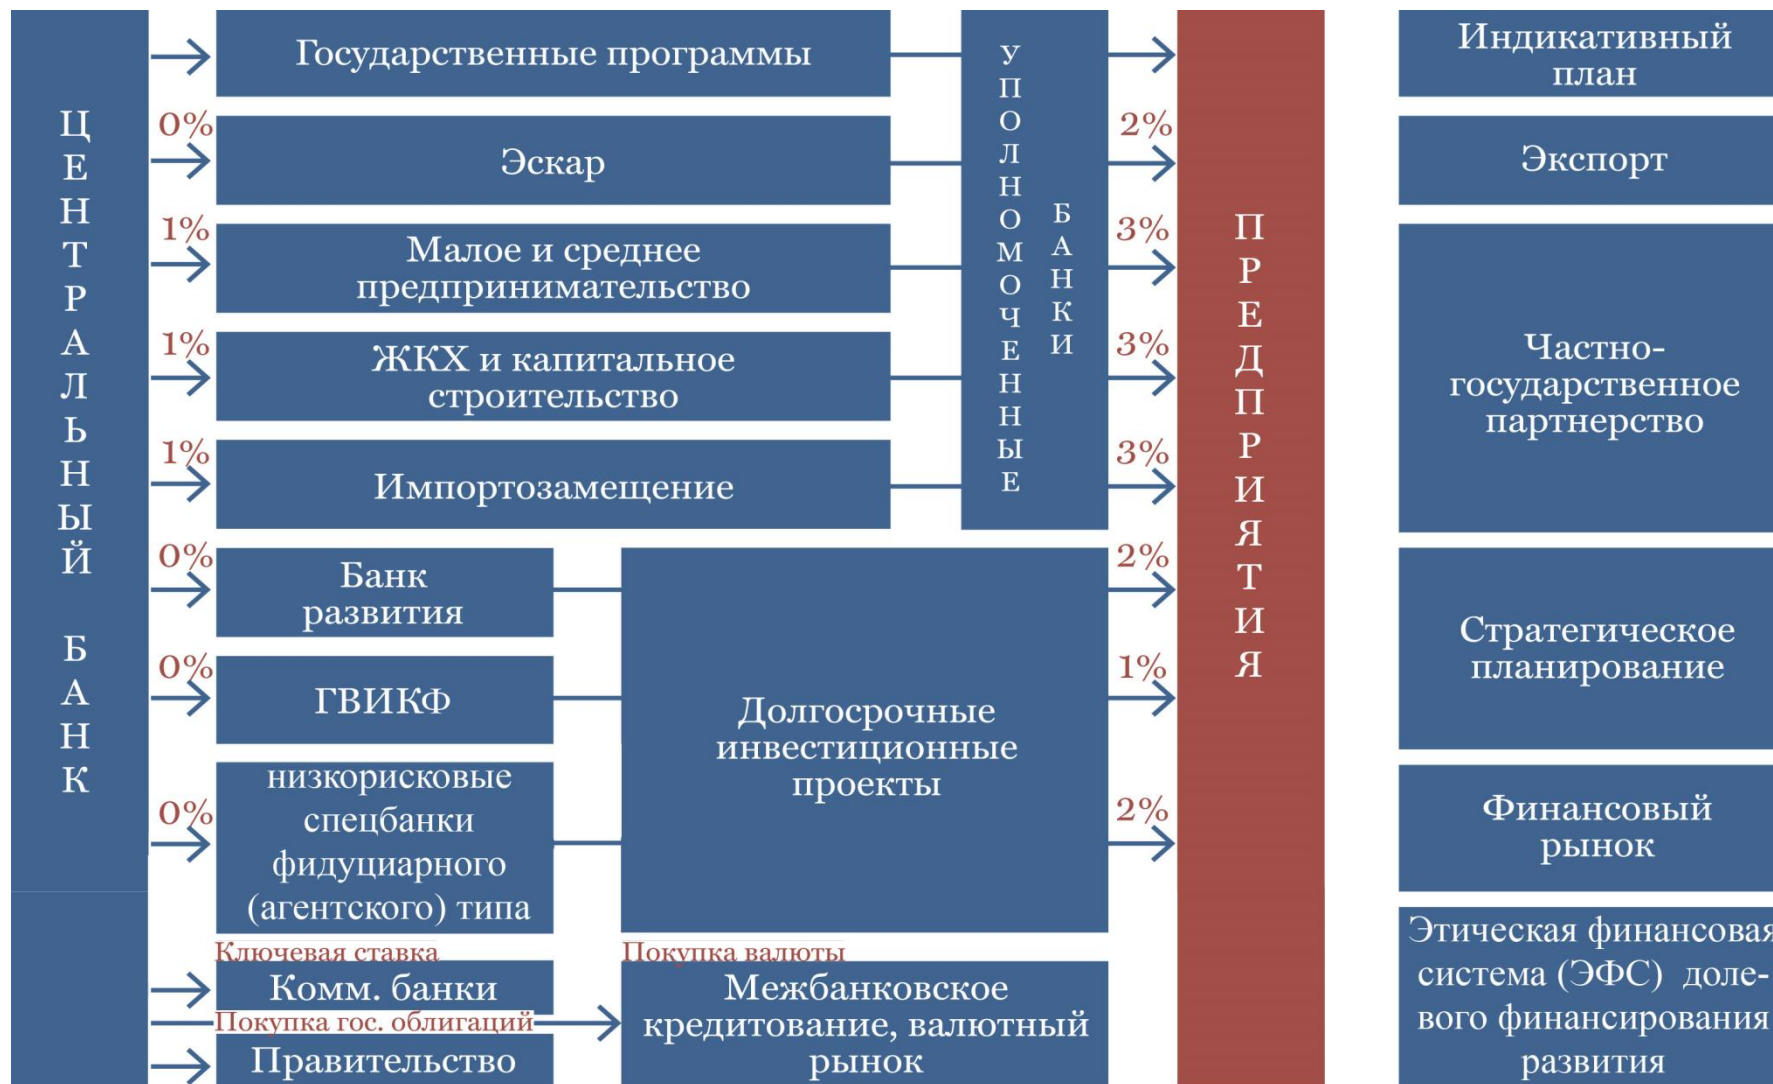 ЦЕНТРАЛЬНЫЙ БАНК
Государственные программы
УПОЛНОМОЧЕННЫЕ
БАНКИ
ПРЕДПРИЯТИЯ
Индикативный
план
0%
Эскар
2%
Экспорт
1%
Малое и среднее
предпринимательство
3%
1%
ЖКХ и капитальное
строительство
3%
Частно-
государственное
партнерство
1%
Импортозамещение
3%
0%
Банк
развития
2%
0%
ГВИКФ
1%
Долгосрочные
инвестиционные
проекты
Стратегическое
планирование
0%
низкорисковые
спецбанки
фидуциарного
(агентского) типа
2%
Финансовый
рынок
Ключевая ставка
Комм. банки
Покупка гос. облигаций
Правительство
Покупка валюты
Межбанковское
кредитование, валютный
рынок
Этическая финансовая
система (ЭФС) доле-
вого финансирования
развития